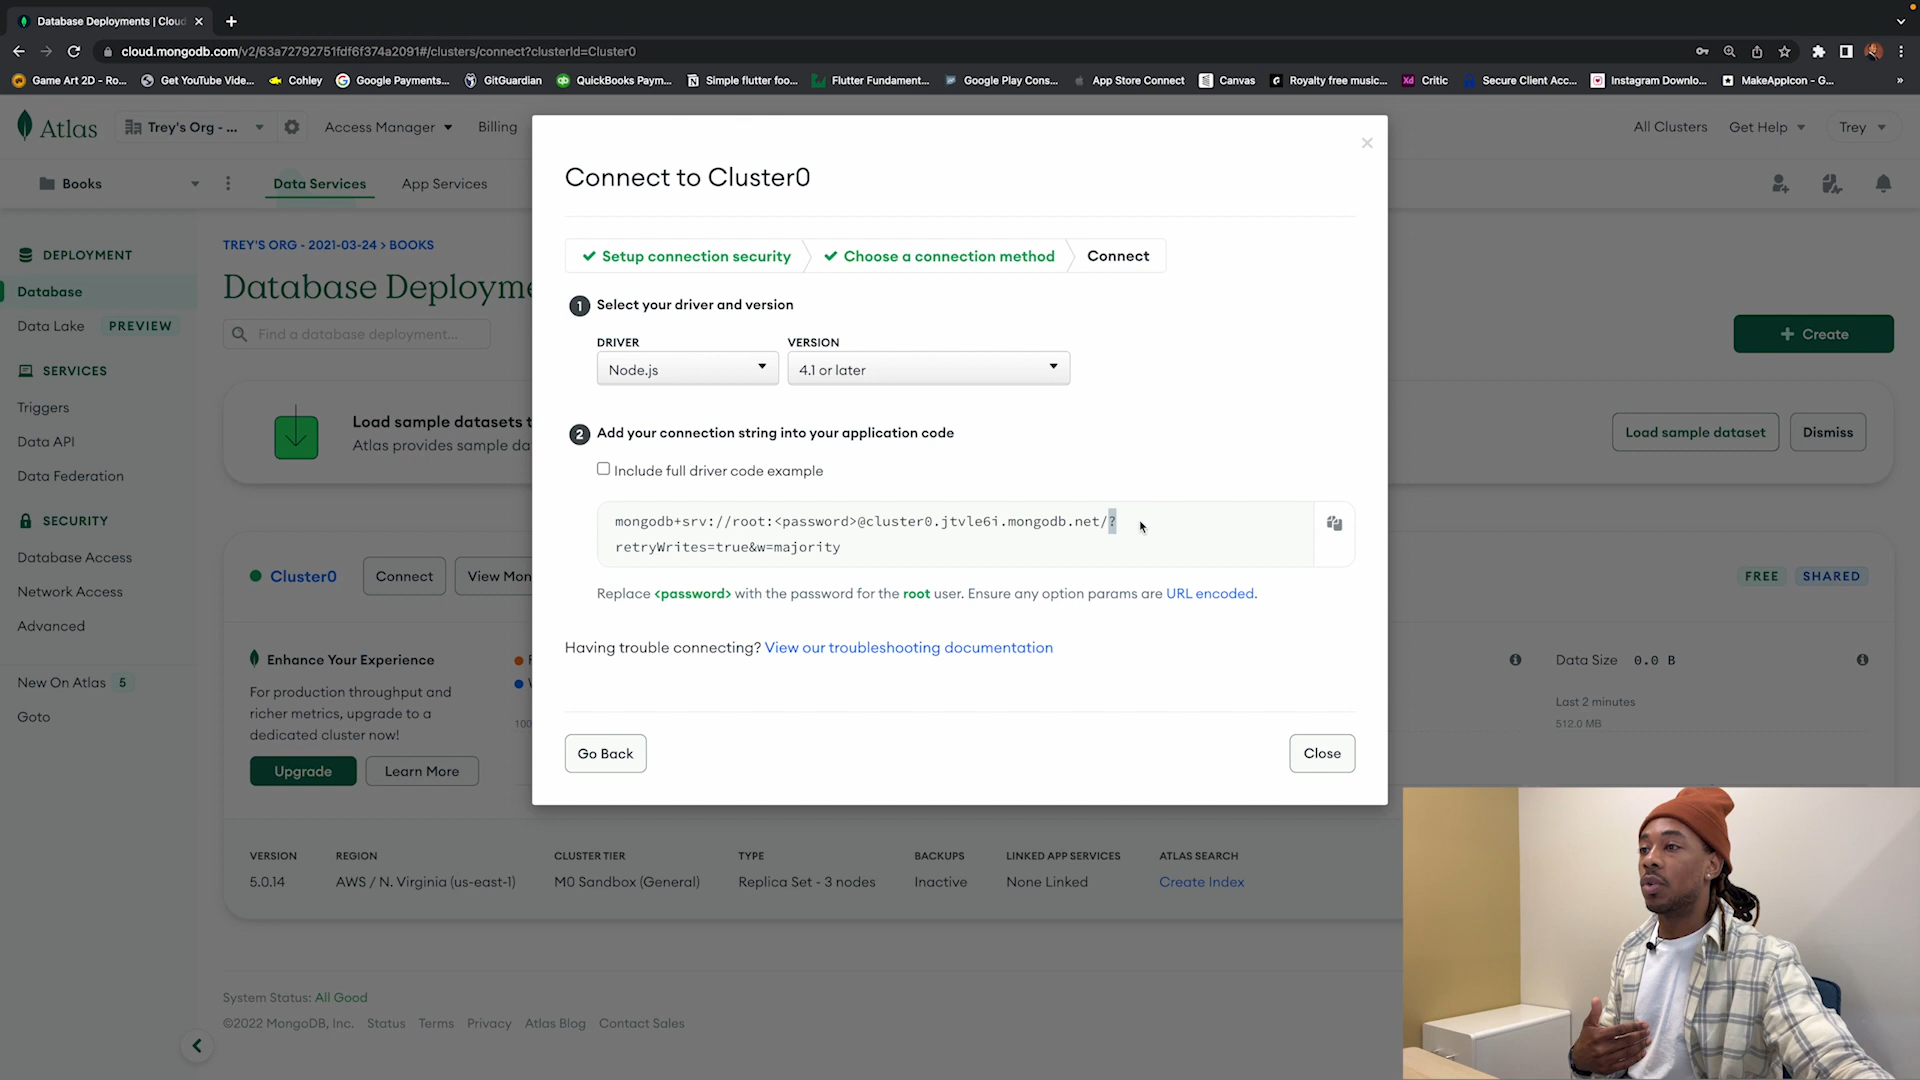 Database Deployments | Cloud
cloud.mongodb.com/v2/63a72792751fdf6f374a2091#/clusters/connect?clusterId=Cluster0
Game Art 2D - Ro...
Get YouTube Vide...
Cohley
Google Payments...
GitGuardian
QuickBooks Paym...
Simple flutter foo...
Flutter Fundament...
Google Play Cons...
App Store Connect
Canvas
Royalty free music...
Critic
Secure Client Acc...
Instagram Downlo...
MakeAppIcon - G...
Atlas
Trey's Org - ...
Access Manager
Billing
All Clusters
Get Help
Trey
Books
Data Services
App Services
DEPLOYMENT
Database
Data Lake PREVIEW
SERVICES
Triggers
Data API
Data Federation
SECURITY
Database Access
Network Access
Advanced
New On Atlas 5
Goto
TREY'S ORG - 2021-03-24 > BOOKS
Database Deployme
Find a database deployment...
+ Create
Load sample datasets t
Atlas provides sample da
Load sample dataset
Dismiss
Cluster0
Connect
View Mon
FREE
SHARED
Enhance Your Experience
For production throughput and
richer metrics, upgrade to a
dedicated cluster now!
Upgrade
Learn More
100
Data Size 0.0 B
Last 2 minutes
512.0 MB
VERSION
5.0.14
REGION
AWS / N. Virginia (us-east-1)
CLUSTER TIER
M0 Sandbox (General)
TYPE
Replica Set - 3 nodes
BACKUPS
Inactive
LINKED APP SERVICES
None Linked
ATLAS SEARCH
Create Index
System Status: All Good
©2022 MongoDB, Inc. Status Terms Privacy Atlas Blog Contact Sales
Connect to Cluster0
Setup connection security
Choose a connection method
Connect
1 Select your driver and version
DRIVER
Node.js
VERSION
4.1 or later
2 Add your connection string into your application code
Include full driver code example
mongodb+srv://root:<password>@cluster0.jtvle6i.mongodb.net/?
retryWrites=true&w=majority
Replace <password> with the password for the root user. Ensure any option params are URL encoded.
Having trouble connecting? View our troubleshooting documentation
Go Back
Close